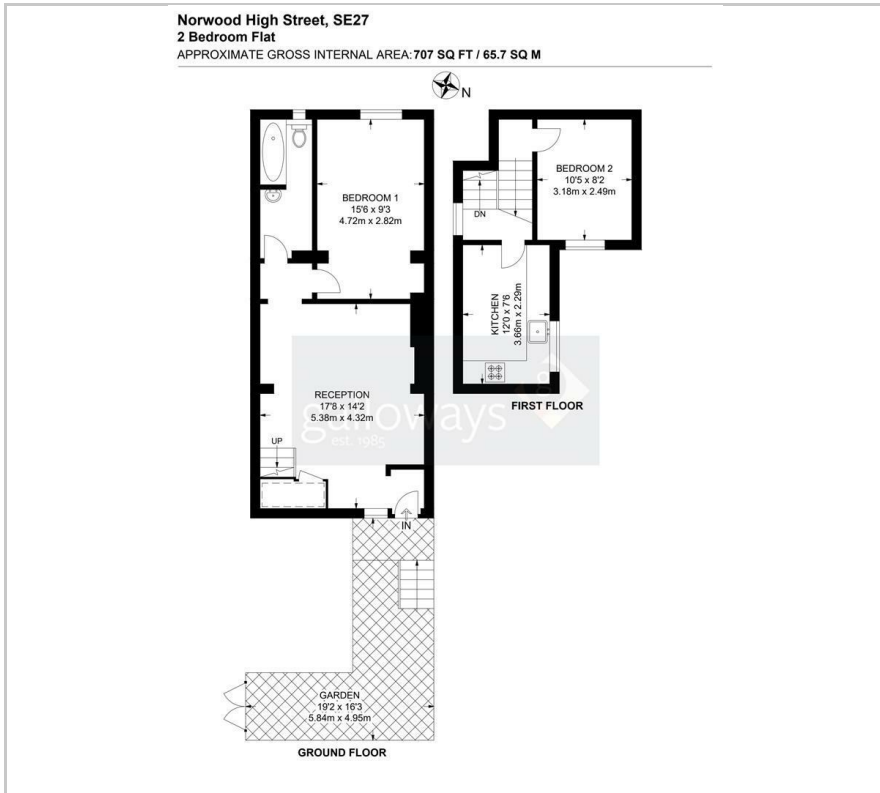 Norwood High Street, SE27
2 Bedroom Flat
APPROXIMATE GROSS INTERNAL AREA: 707 SQ FT / 65.7 SQ M
N
BEDROOM 1
15'6 x 9'3
4.72m x 2.82m
RECEPTION
17'8 x 14'2
5.38m x 4.32m
UP
IN
GARDEN
19'2 x 16'3
5.84m x 4.95m
GROUND FLOOR
BEDROOM 2
10'5 x 8'2
3.18m x 2.49m
DN
KITCHEN
12'0 x 7'6
3.66m x 2.29m
FIRST FLOOR
galloways
est. 1985